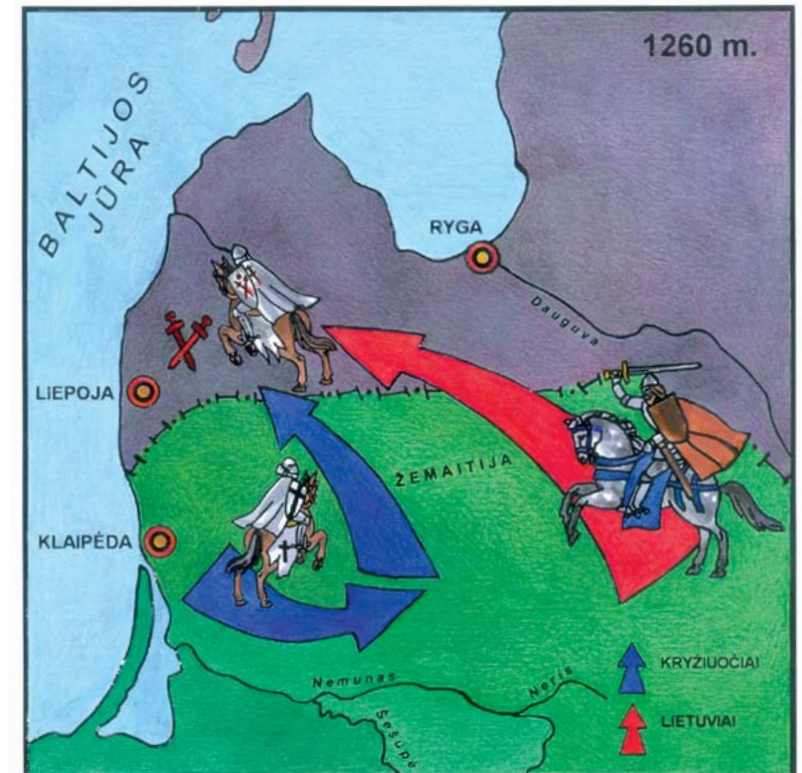 1260 m.
BALTIJOS
JŪRA
RYGA
Dauguva
LIEPOJA
ŽEMAITIJA
KLAIPĖDA
Nemunas
Neris
Šešupė
KRYŽIUOČIAI
LIETUVIAI